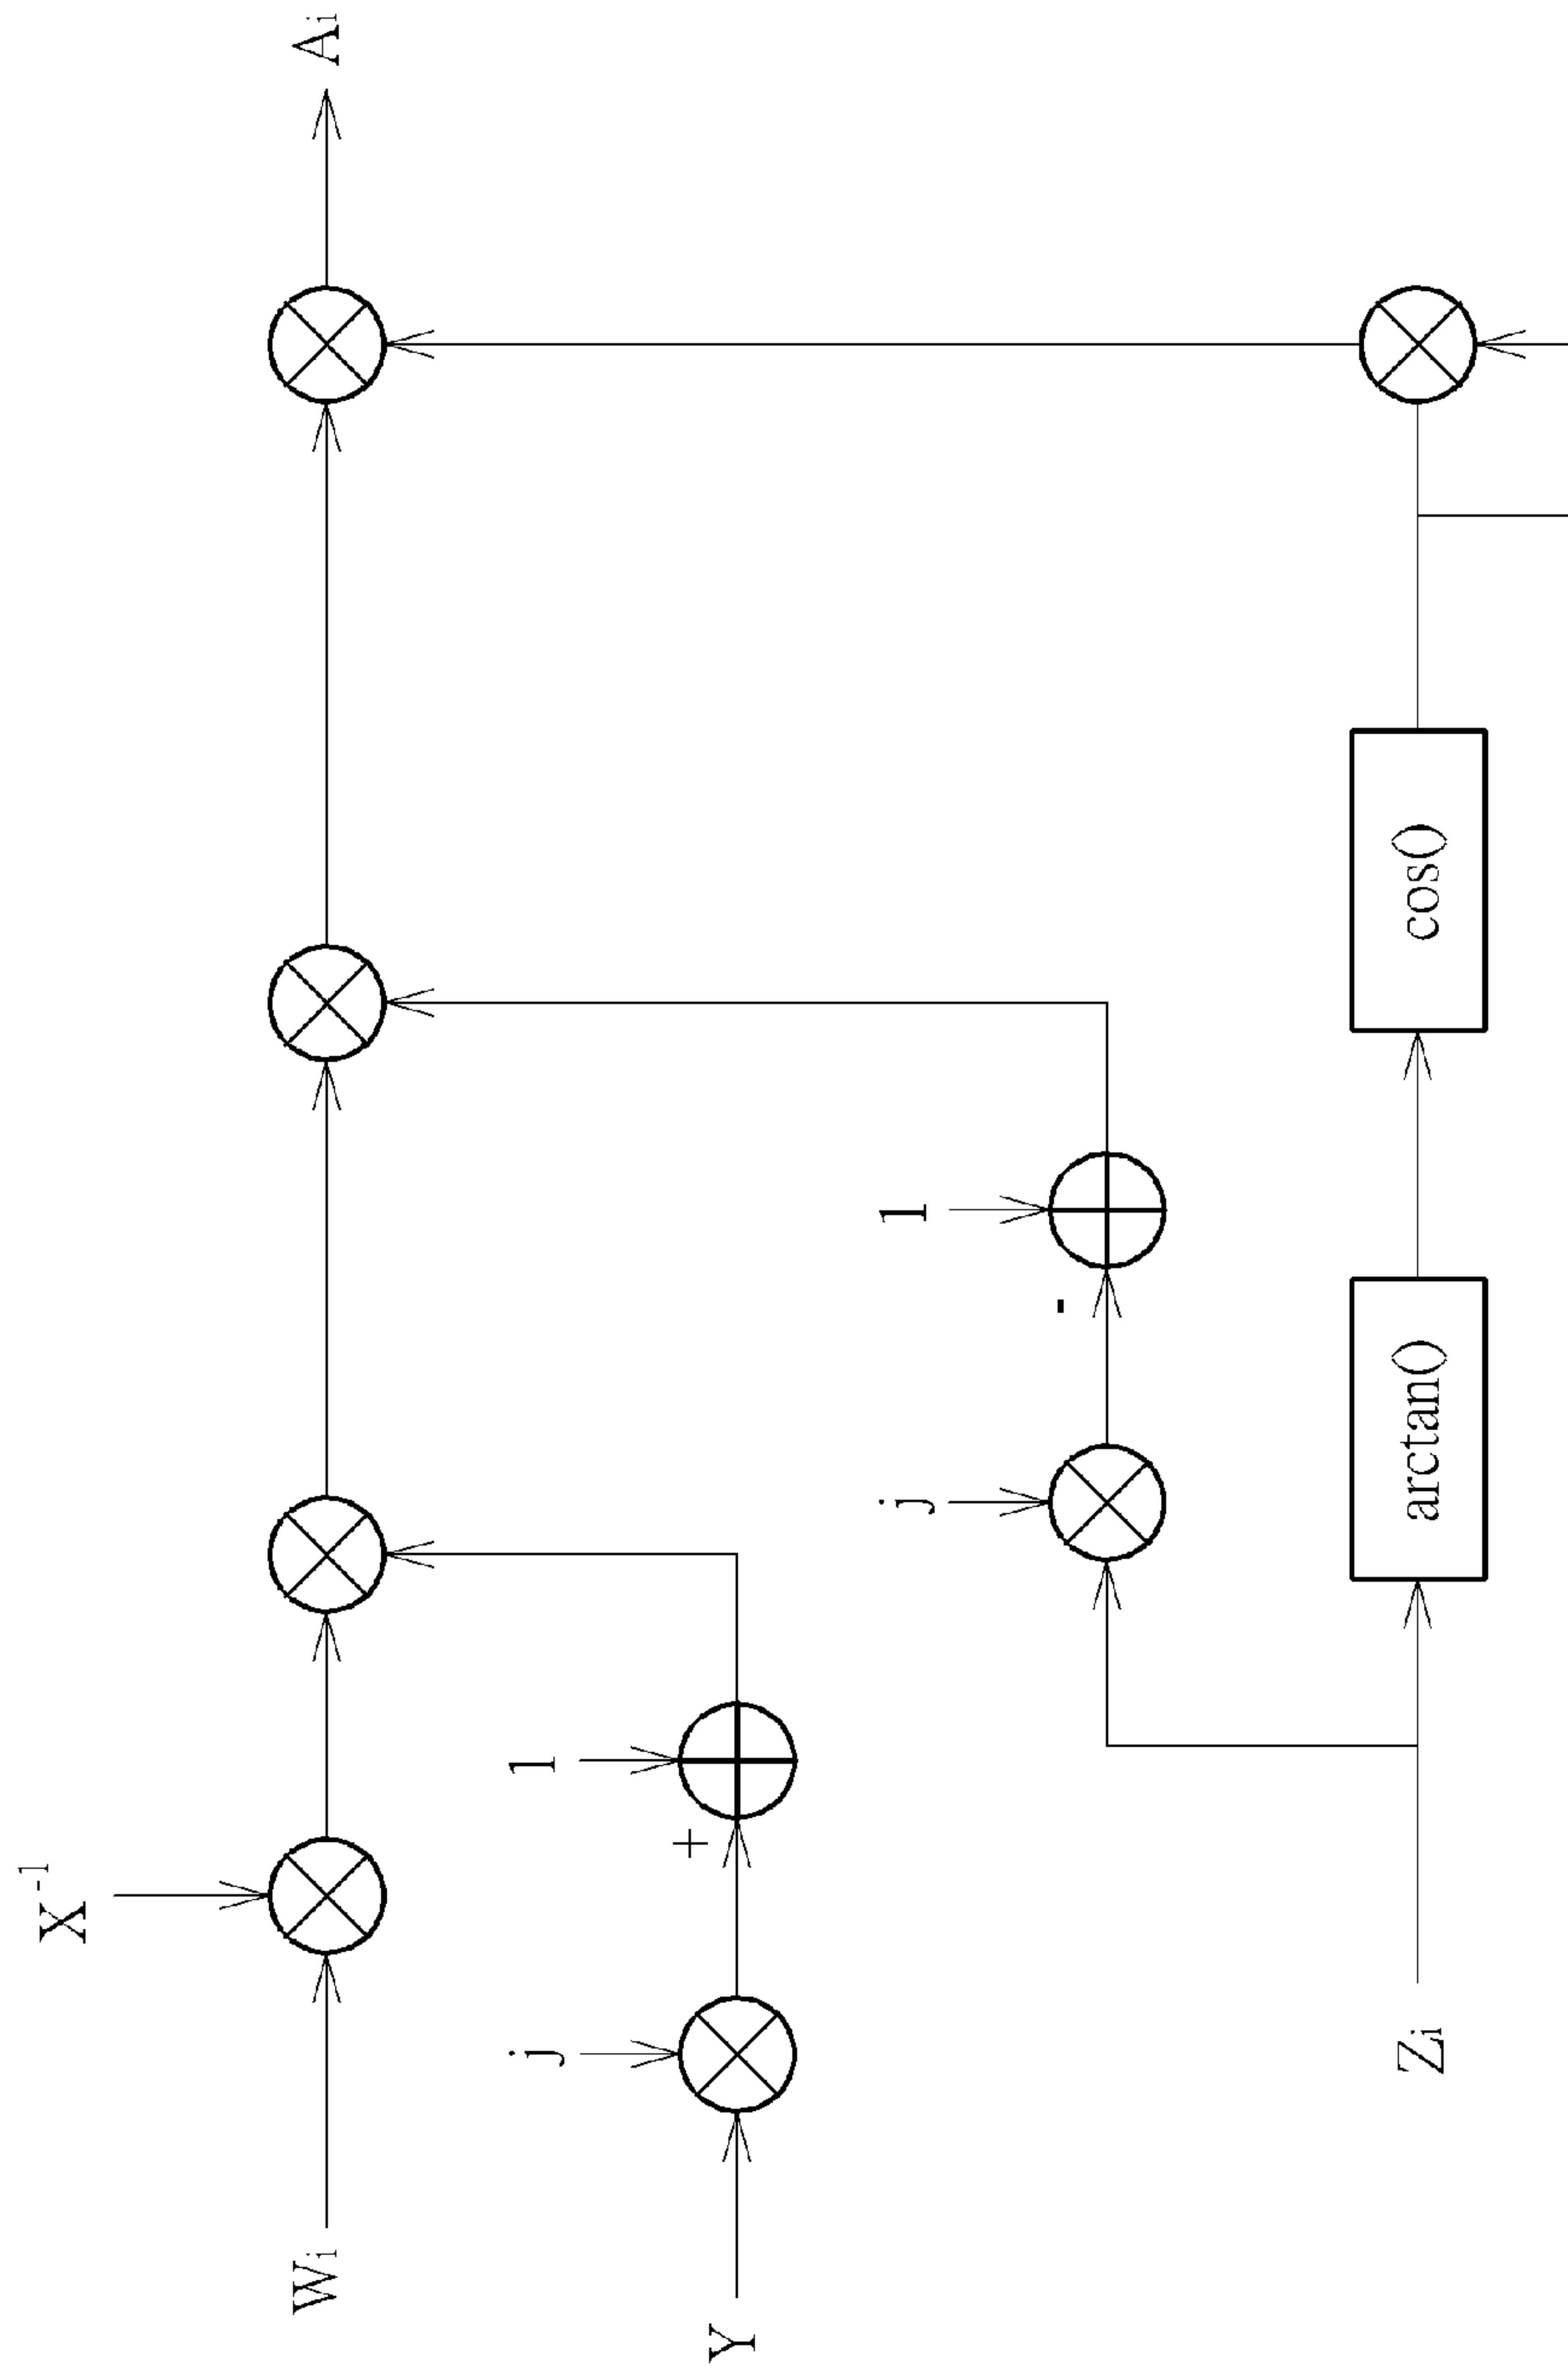 X⁻¹
Wᵢ
Aᵢ
j
1
+
Y
j
1
-
Zᵢ
arctan()
cos()